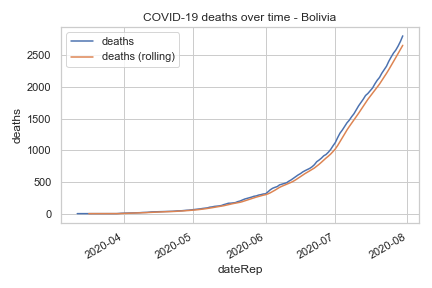 COVID-19 deaths over time - Bolivia
deaths
deaths (rolling)
2500
2000
1500
1000
500
0
deaths
2020-04
2020-05
2020-06
2020-07
2020-08
dateRep